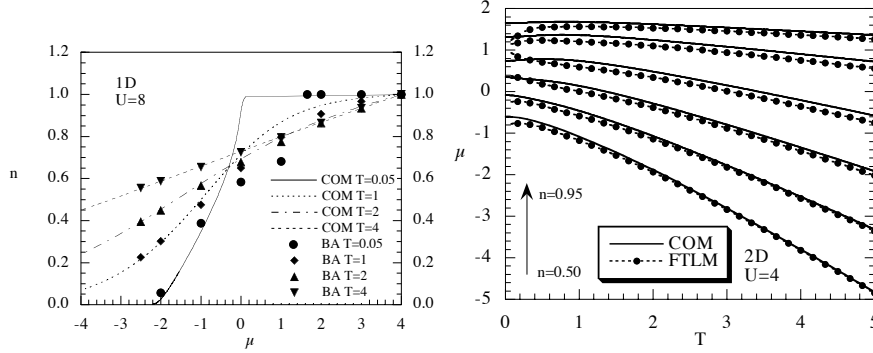 1.2
1.0
0.8
0.6
0.4
0.2
0.0
n
1D
U=8
1.2
1.0
0.8
0.6
0.4
0.2
0.0
COM T=0.05
COM T=1
COM T=2
COM T=4
BA T=0.05
BA T=1
BA T=2
BA T=4
-4 -3 -2 -1 0 1 2 3 4
μ
2
1
0
-1
-2
-3
-4
-5
μ
n=0.95
n=0.50
COM
FTLM
2D
U=4
0 1 2 3 4 5
T